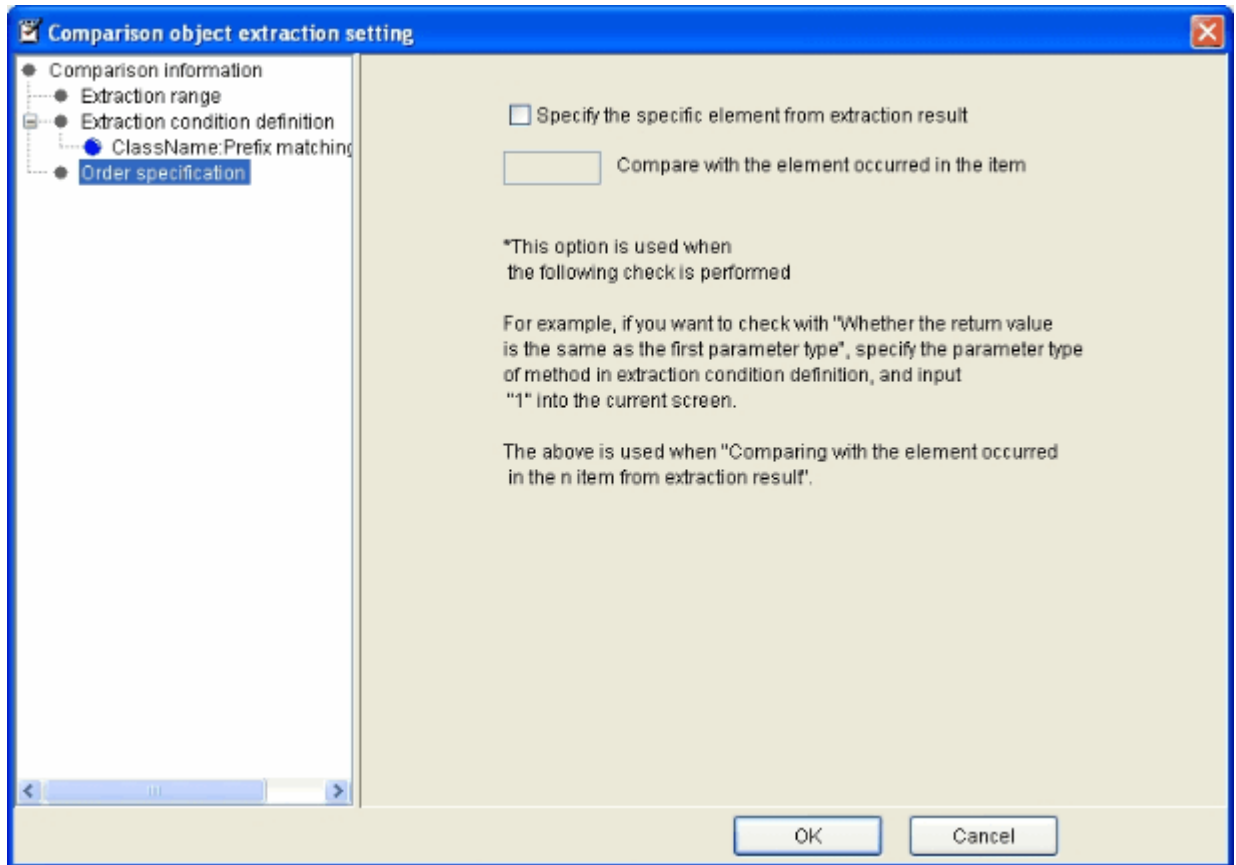 Comparison object extraction setting
Comparison information
Extraction range
Extraction condition definition
ClassName:Prefix matching
Order specification
Specify the specific element from extraction result
Compare with the element occurred in the item
*This option is used when
the following check is performed
For example, if you want to check with "Whether the return value
is the same as the first parameter type", specify the parameter type
of method in extraction condition definition, and input
"1" into the current screen.
The above is used when "Comparing with the element occurred
in the n item from extraction result".
OK
Cancel